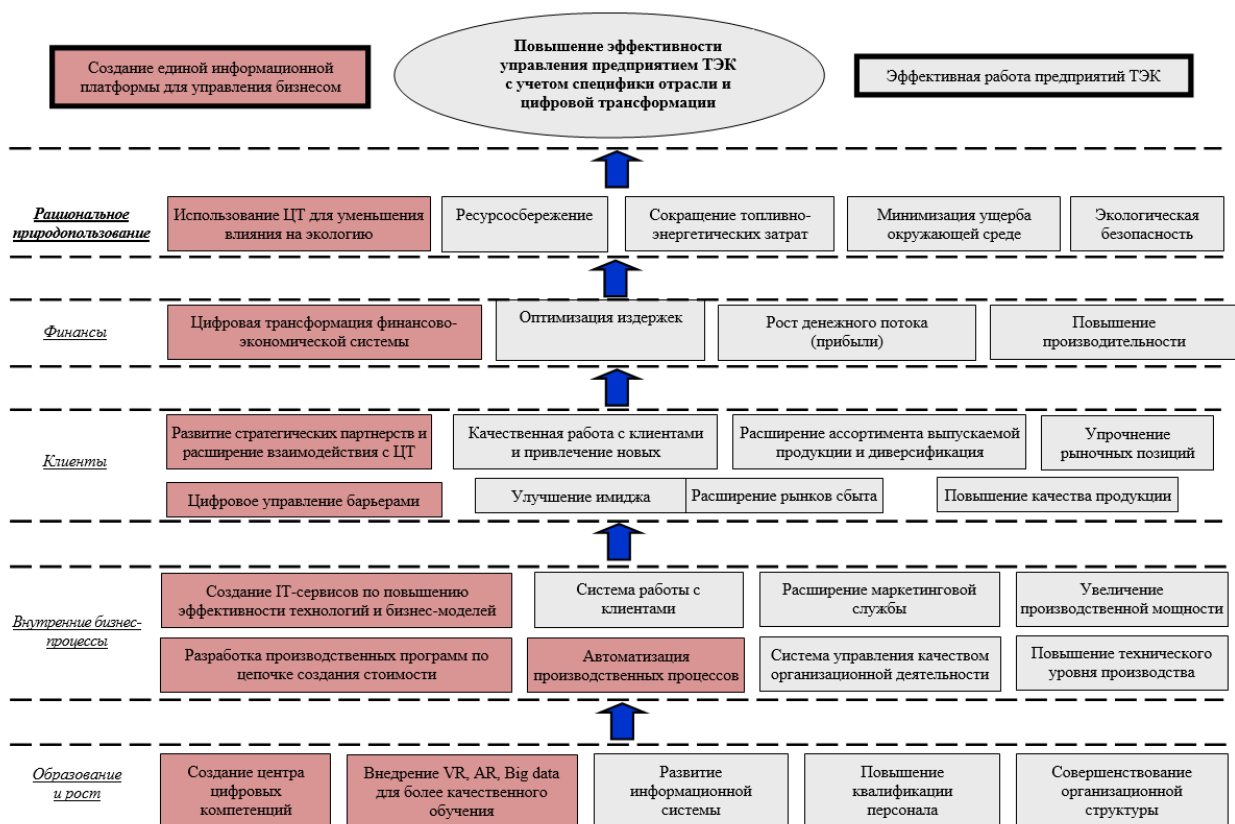 Создание единой информационной
платформы для управления бизнесом
Повышение эффективности
управления предприятием ТЭК
с учетом специфики отрасли и
цифровой трансформации
Эффективная работа предприятий ТЭК
Рациональное
природопользование
Использование ЦТ для уменьшения
влияния на экологию
Ресурсосбережение
Сокращение топливно-
энергетических затрат
Минимизация ущерба
окружающей среде
Экологическая
безопасность
Финансы
Цифровая трансформация финансово-
экономической системы
Оптимизация издержек
Рост денежного потока
(прибыли)
Повышение
производительности
Клиенты
Развитие стратегических партнерств и
расширение взаимодействия с ЦТ
Качественная работа с клиентами
и привлечение новых
Расширение ассортимента выпускаемой
продукции и диверсификация
Упрочнение
рыночных позиций
Цифровое управление барьерами
Улучшение имиджа
Расширение рынков сбыта
Повышение качества продукции
Внутренние бизнес-
процессы
Создание IT-сервисов по повышению
эффективности технологий и бизнес-моделей
Система работы с
клиентами
Расширение маркетинговой
службы
Увеличение
производственной мощности
Разработка производственных программ по
цепочке создания стоимости
Автоматизация
производственных процессов
Система управления качеством
организационной деятельности
Повышение технического
уровня производства
Образование
и рост
Создание центра
цифровых
компетенций
Внедрение VR, AR, Big data
для более качественного
обучения
Развитие
информационной
системы
Повышение
квалификации
персонала
Совершенствование
организационной
структуры